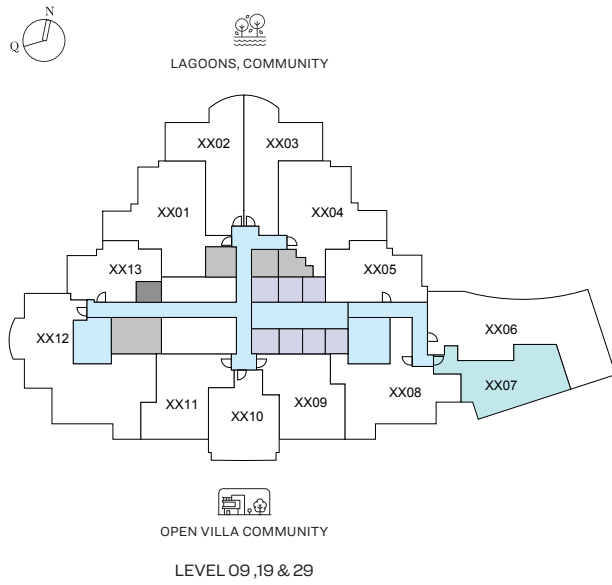 N
Q
LAGOONS, COMMUNITY
XX02
XX03
XX01
XX04
XX13
XX05
XX12
XX06
XX07
XX08
XX11
XX10
XX09
OPEN VILLA COMMUNITY
LEVEL 09 ,19 & 29